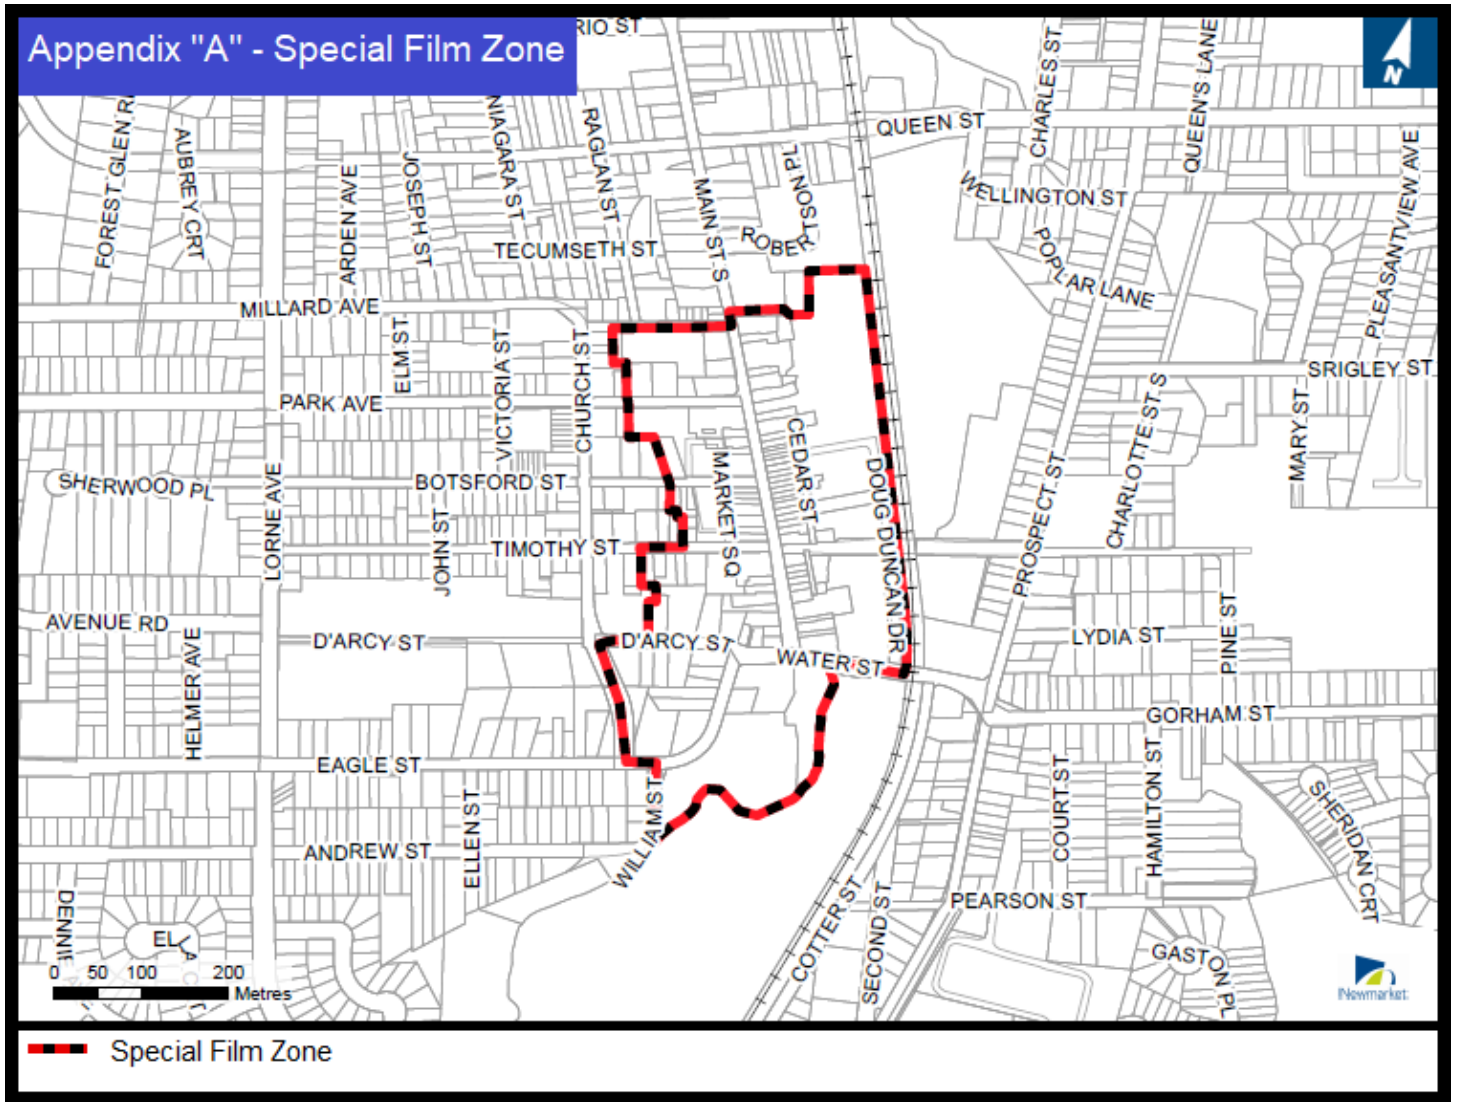 Appendix "A" - Special Film Zone
RIO ST
N
QUEEN ST
CHARLES ST
QUEEN'S LANE
FOREST GLEN R
AUBREY CRT
ARDEN AVE
JOSEPH ST
NIAGARA ST
RAGLAN ST
MAIN ST S
ROBERTSON PL
WELLINGTON ST
PLEASANTVIEW AVE
TECUMSETH ST
POPLAR LANE
MILLARD AVE
ELM ST
VICTORIA ST
CHURCH ST
SRIGLEY ST
PARK AVE
CEDAR ST
CHARLOTTE ST S
MARY ST
SHERWOOD PL
BOTSFORD ST
MARKET SQ
DOUG DUNCAN DR
PROSPECT ST
LORNE AVE
JOHN ST
TIMOTHY ST
AVENUE RD
D'ARCY ST
D'ARCY ST
WATER ST
LYDIA ST
PINE ST
HELMER AVE
GORHAM ST
EAGLE ST
WILLIAM ST
COURT ST
HAMILTON ST
SHERIDAN CRT
ELLEN ST
ANDREW ST
PEARSON ST
DENNIE
EL
COTTER ST
SECOND ST
GASTON PL
0 50 100 200
Metres
Newmarket
Special Film Zone